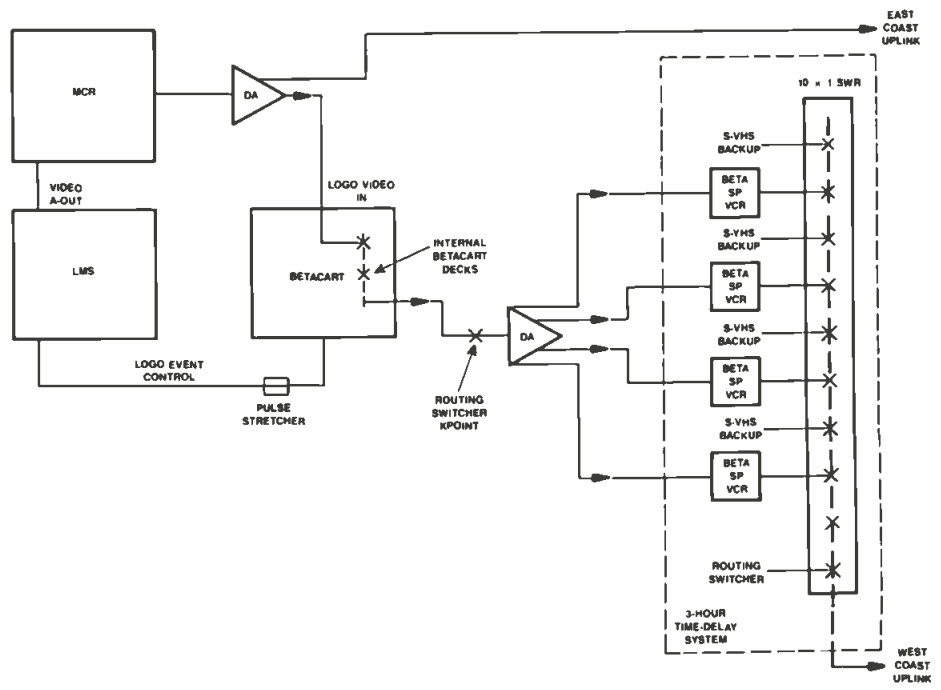 EAST
COAST
UPLINK
MCR
DA
10 × 1 SWR
S-VHS
BACKUP
VIDEO
A-OUT
LOGO VIDEO
IN
BETA
SP
VCR
LMS
BETACART
INTERNAL
BETACART
DECKS
S-VHS
BACKUP
BETA
SP
VCR
DA
S-VHS
BACKUP
LOGO EVENT
CONTROL
PULSE
STRETCHER
ROUTING
SWITCHER
XPOINT
BETA
SP
VCR
S-VHS
BACKUP
BETA
SP
VCR
ROUTING
SWITCHER
3-HOUR
TIME-DELAY
SYSTEM
WEST
COAST
UPLINK